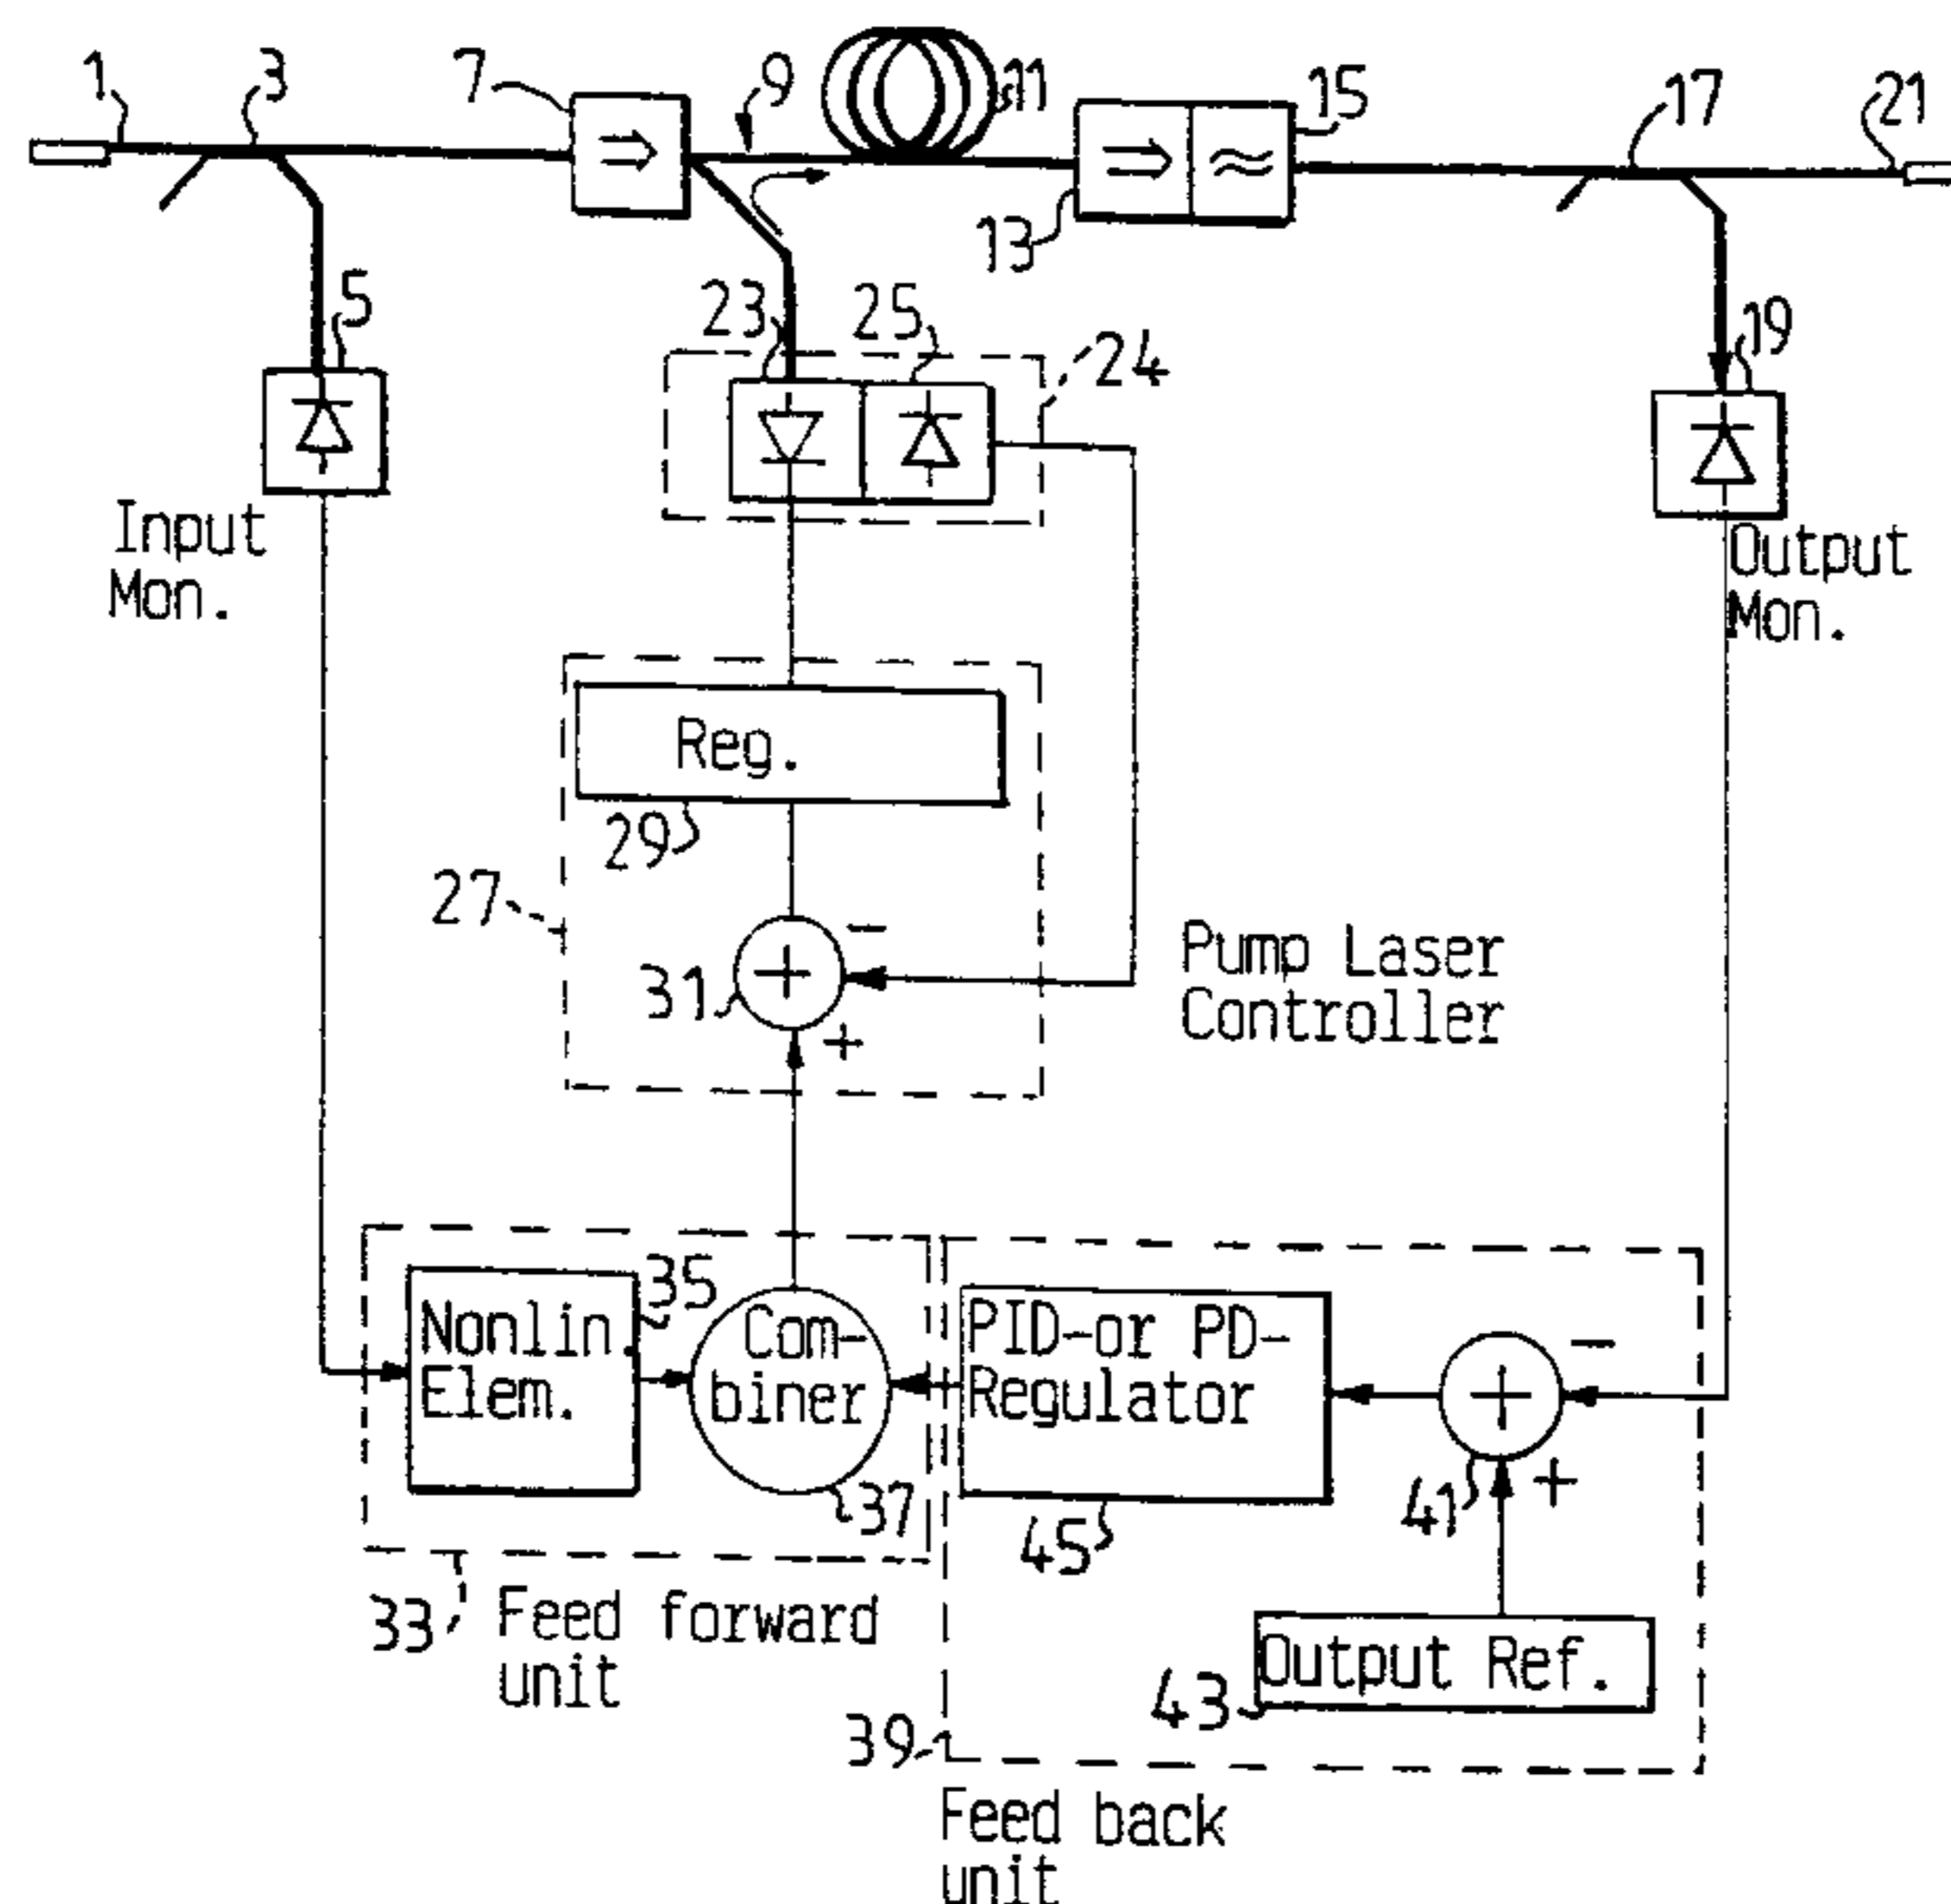 1
3
7
9
11
15
17
21
13
5
23
25
24
19
Input
Mon.
Output
Mon.
Reg.
29
27
-
31
+
Pump Laser
Controller
35
Nonlin.
Elem.
Com-
biner
37
PID-or PD-
Regulator
45
-
+
41
+
33
Feed forward
unit
Output Ref.
43
39
Feed back
unit